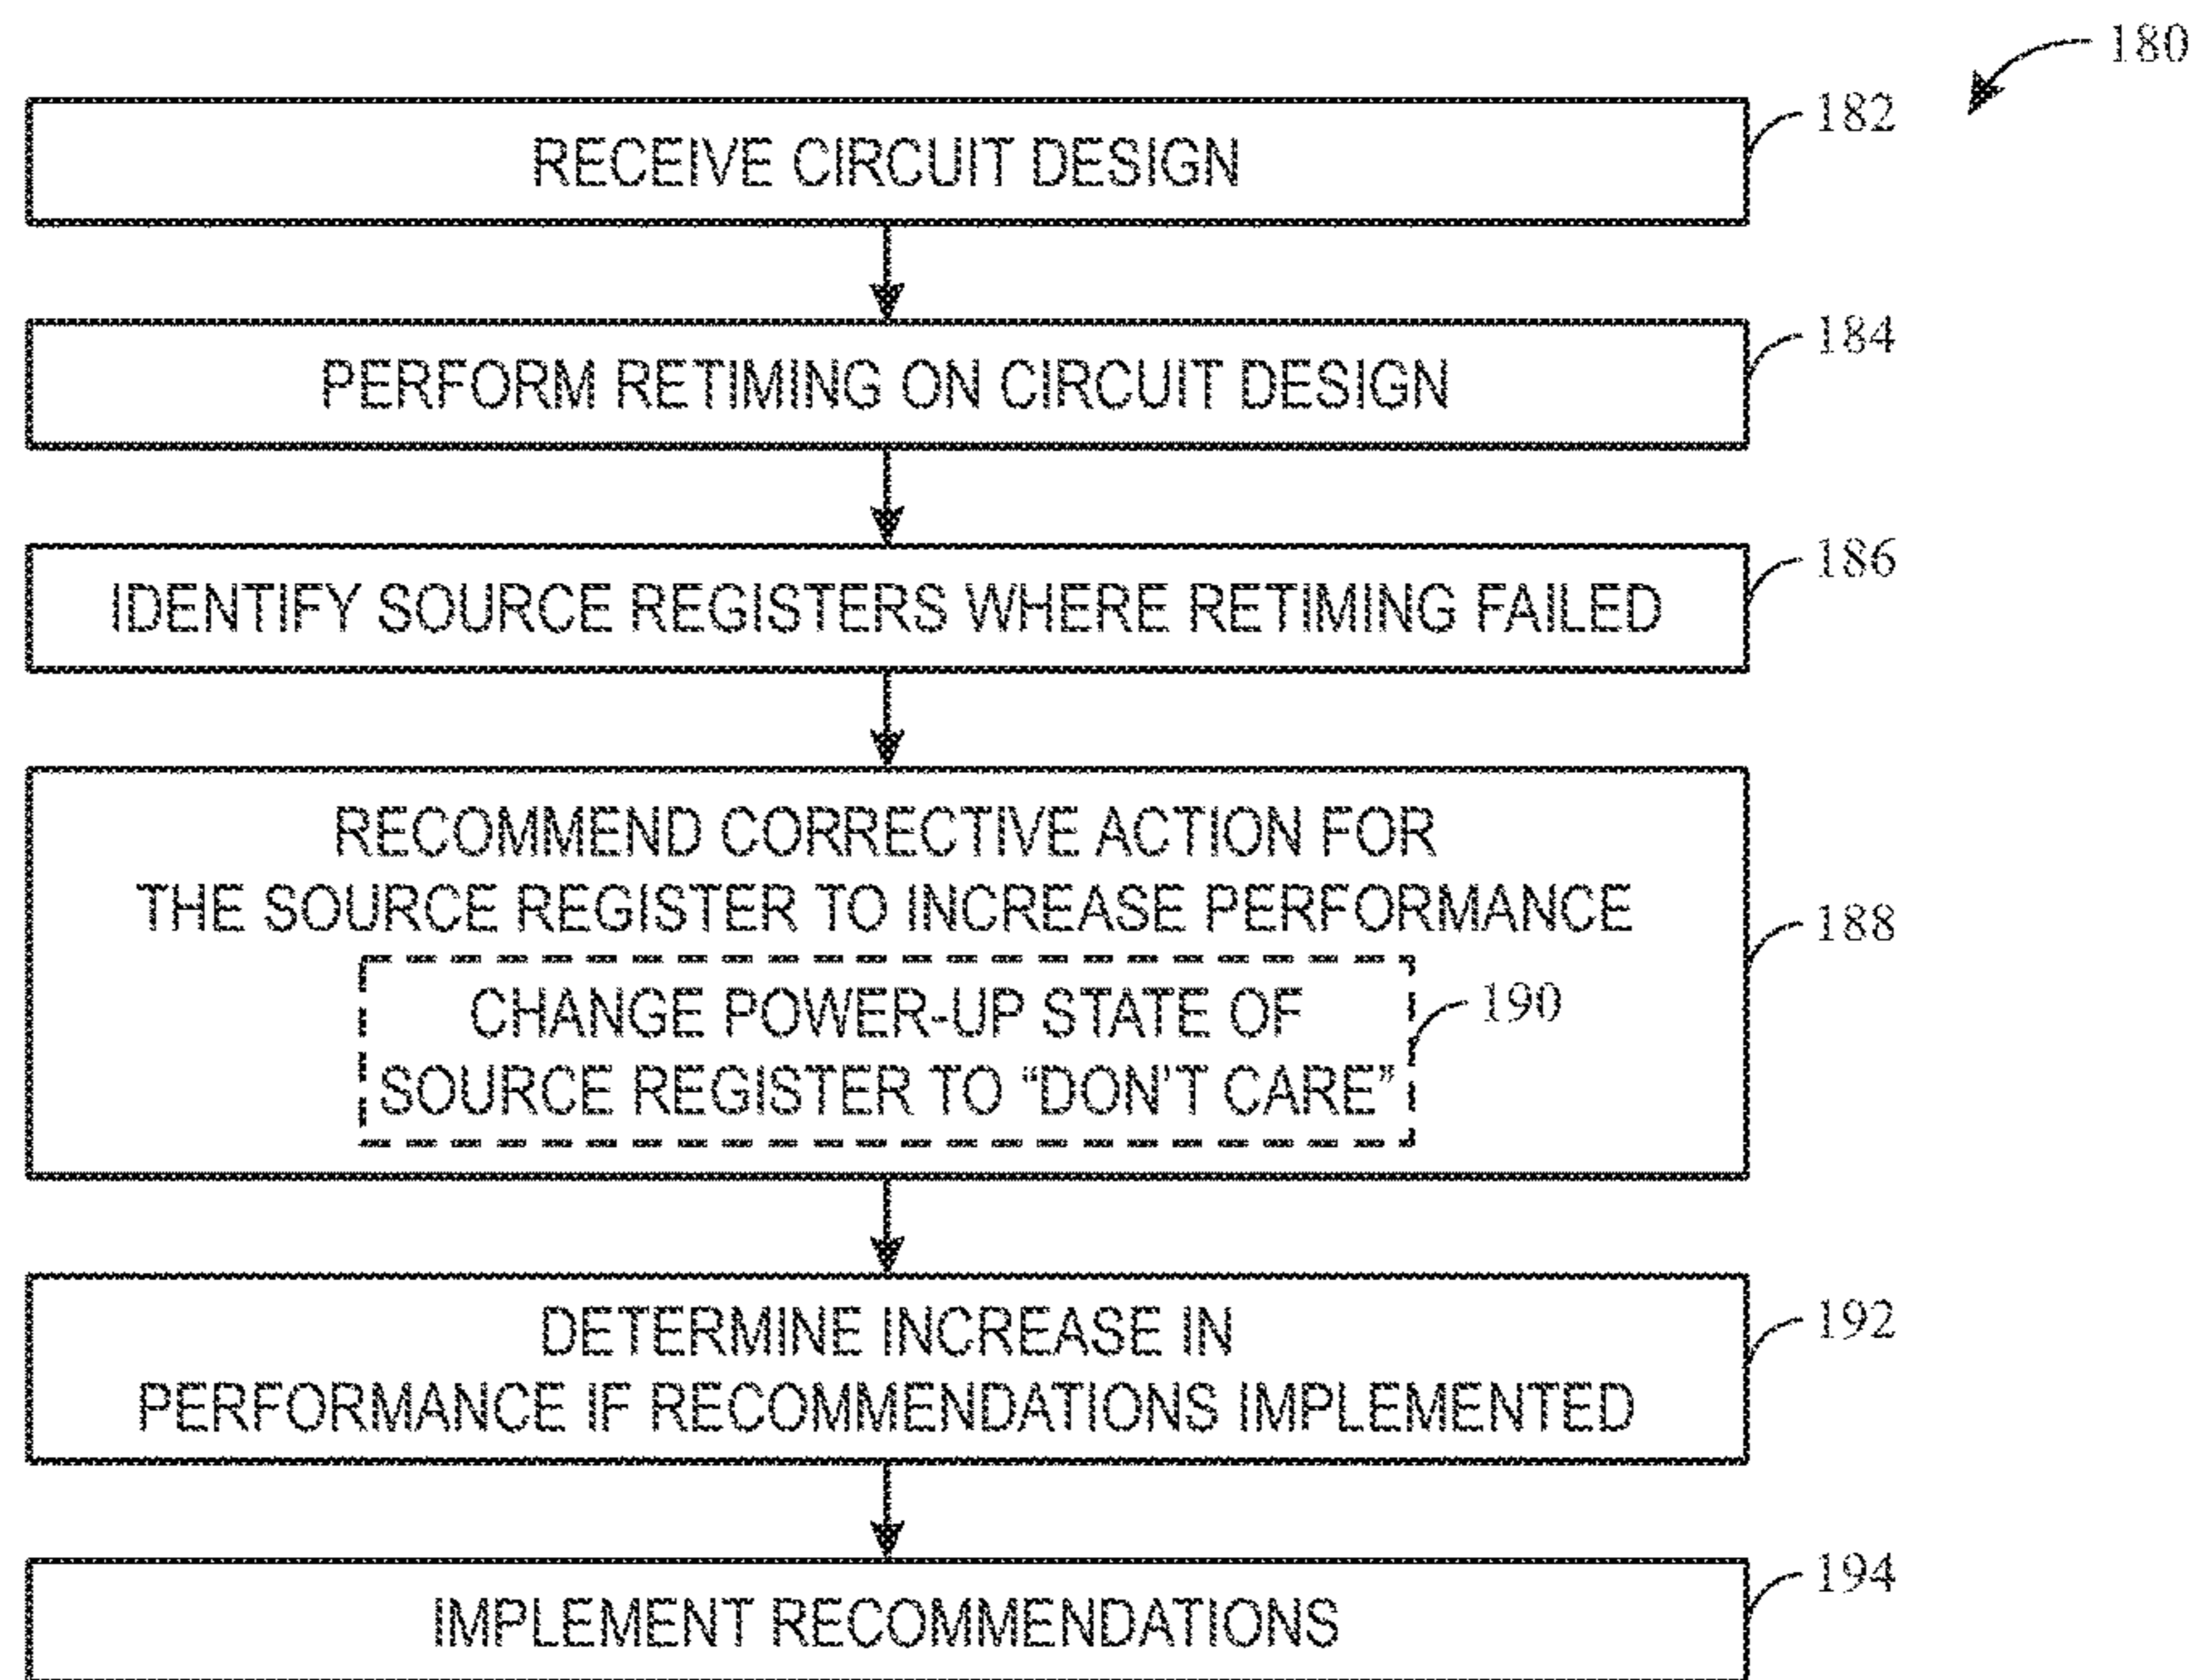 180
RECEIVE CIRCUIT DESIGN
182
PERFORM RETIMING ON CIRCUIT DESIGN
184
IDENTIFY SOURCE REGISTERS WHERE RETIMING FAILED
186
RECOMMEND CORRECTIVE ACTION FOR
THE SOURCE REGISTER TO INCREASE PERFORMANCE
188
CHANGE POWER-UP STATE OF
SOURCE REGISTER TO “DON'T CARE”
190
DETERMINE INCREASE IN
PERFORMANCE IF RECOMMENDATIONS IMPLEMENTED
192
IMPLEMENT RECOMMENDATIONS
194